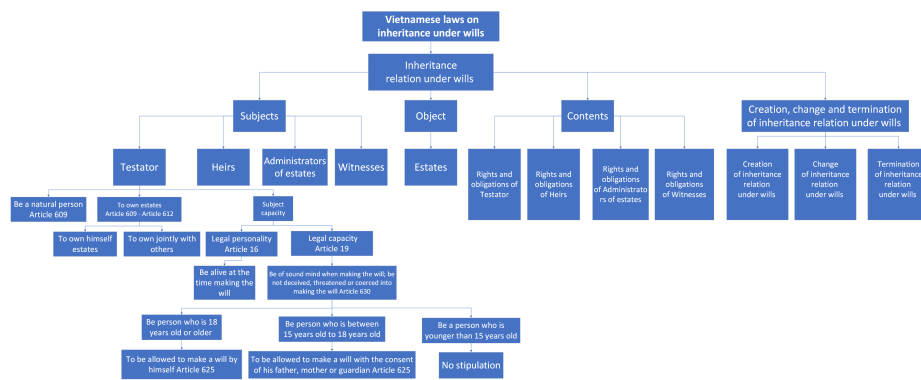 Vietnamese laws on
inheritance under wills
Inheritance
relation under wills
Subjects
Object
Contents
Creation, change and termination
of inheritance relation under wills
Testator
Heirs
Administrators
of estates
Witnesses
Estates
Rights and
obligations of
Testator
Rights and
obligations
of Heirs
Rights and
obligations
of Administrato
rs of estates
Rights and
obligations
of Witnesses
Creation
of inheritance
relation under
wills
Change
of inheritance
relation under
wills
Termination
of inheritance
relation under
wills
Be a natural person
Article 609
To own estates
Article 609 - Article 612
Subject
capacity
To own himself
estates
To own jointly with
others
Legal personality
Article 16
Legal capacity
Article 19
Be alive at the
time making the
will
Be of sound mind when making the will; be
not deceived, threatened or coerced into
making the will Article 630
Be person who is 18
years old or older
Be person who is between
15 years old to 18 years old
Be a person who is
younger than 15 years old
To be allowed to make a will by
himself Article 625
To be allowed to make a will with the consent
of his father, mother or guardian Article 625
No stipulation